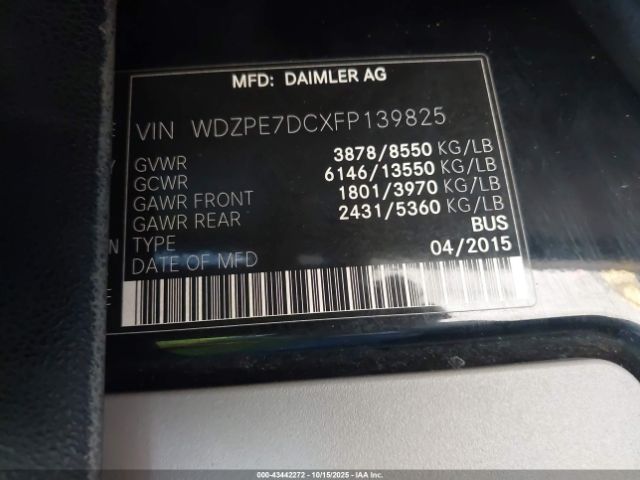 MFD: DAIMLER AG
E VIN WDZPE7DCXFP139825
Y GVWR 3878/8550 KG/LB
GCWR 6146/13550 KG/LB
GAWR FRONT 1801/3970 KG/LB
GAWR REAR 2431/5360 KG/LB
N TYPE BUS
DATE OF MFD 04/2015
E
000-43442272 - 10/15/2025 - IAAI.COM